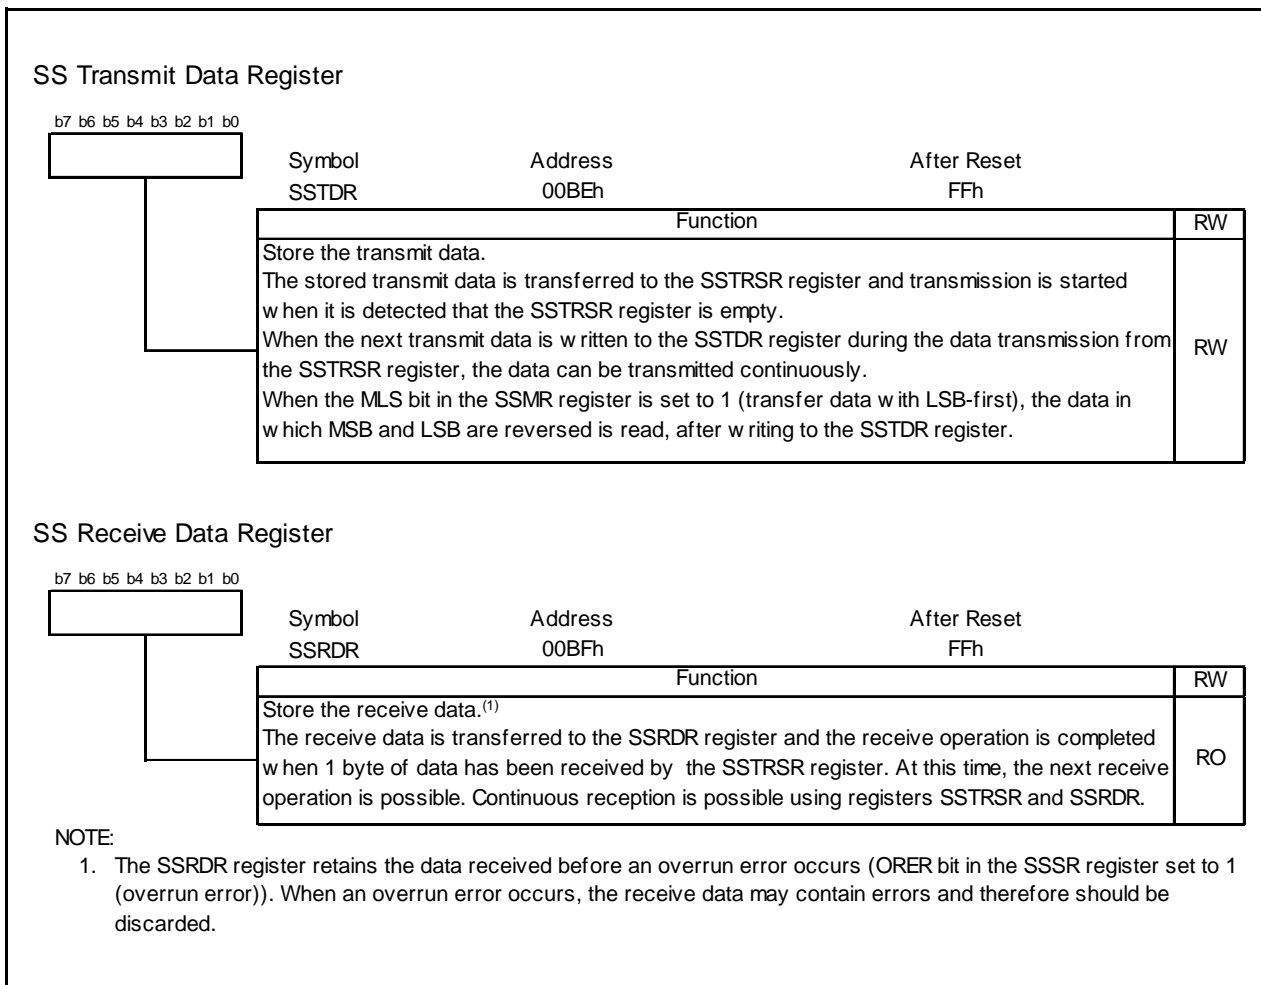 SS Transmit Data Register
b7 b6 b5 b4 b3 b2 b1 b0
Symbol Address After Reset
SSTDR 00BEh FFh
Function RW
Store the transmit data.
The stored transmit data is transferred to the SSTRSR register and transmission is started
when it is detected that the SSTRSR register is empty.
When the next transmit data is written to the SSTDR register during the data transmission from
the SSTRSR register, the data can be transmitted continuously.
When the MLS bit in the SSMR register is set to 1 (transfer data with LSB-first), the data in
which MSB and LSB are reversed is read, after writing to the SSTDR register.
RW
SS Receive Data Register
b7 b6 b5 b4 b3 b2 b1 b0
Symbol Address After Reset
SSRDR 00BFh FFh
Function RW
Store the receive data.(1)
The receive data is transferred to the SSRDR register and the receive operation is completed
when 1 byte of data has been received by the SSTRSR register. At this time, the next receive
operation is possible. Continuous reception is possible using registers SSTRSR and SSRDR.
RO
NOTE:
1. The SSRDR register retains the data received before an overrun error occurs (ORER bit in the SSSR register set to 1
(overrun error)). When an overrun error occurs, the receive data may contain errors and therefore should be
discarded.